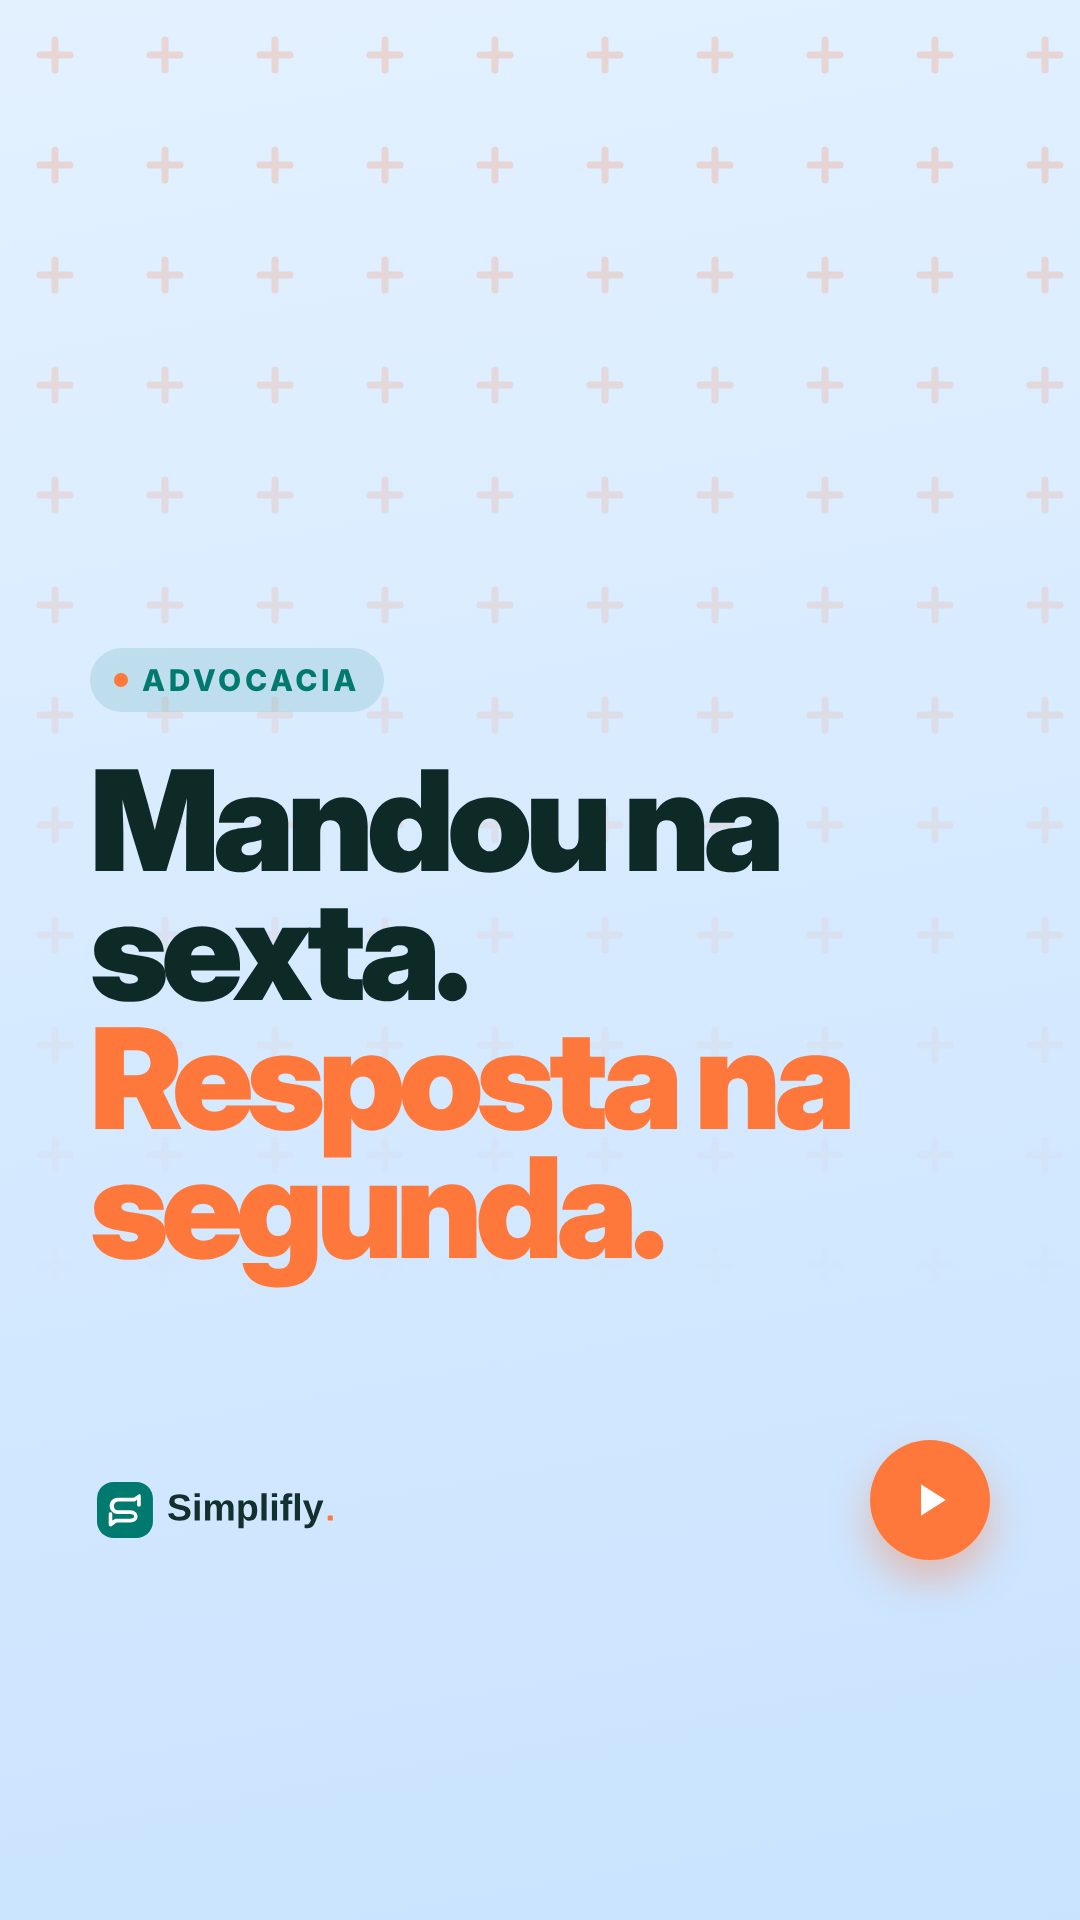 ADVOCACIA
Mandou na
sexta.
Resposta na
segunda.
Simplifly.